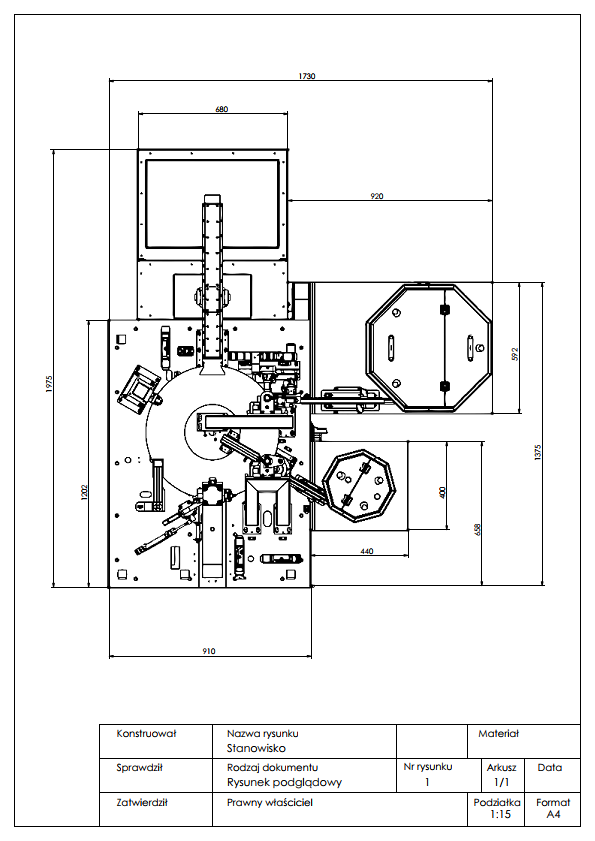 1730
680
920
592
1975
1375
1202
400
658
440
910
Konstruował
Nazwa rysunku
Stanowisko
Materiał
Sprawdził
Rodzaj dokumentu
Rysunek podglądowy
Nr rysunku
1
Arkusz
1/1
Data
Zatwierdził
Prawny właściciel
Podziałka
1:15
Format
A4